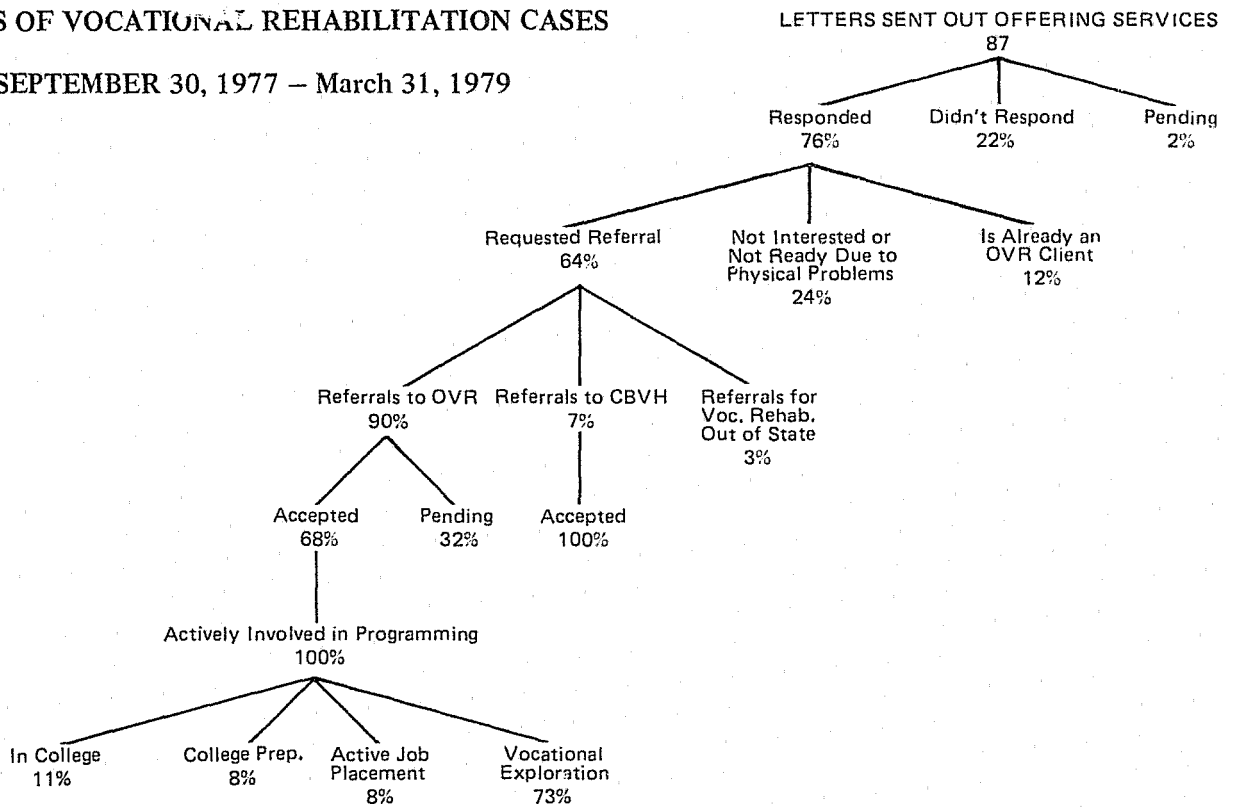 S OF VOCATIONAL REHABILITATION CASES
SEPTEMBER 30, 1977 – March 31, 1979
LETTERS SENT OUT OFFERING SERVICES
87
Responded
76%
Didn't Respond
22%
Pending
2%
Requested Referral
64%
Not Interested or
Not Ready Due to
Physical Problems
24%
Is Already an
OVR Client
12%
Referrals to OVR
90%
Referrals to CBVH
7%
Referrals for
Voc. Rehab.
Out of State
3%
Accepted
68%
Pending
32%
Accepted
100%
Actively Involved in Programming
100%
In College
11%
College Prep.
8%
Active Job
Placement
8%
Vocational
Exploration
73%